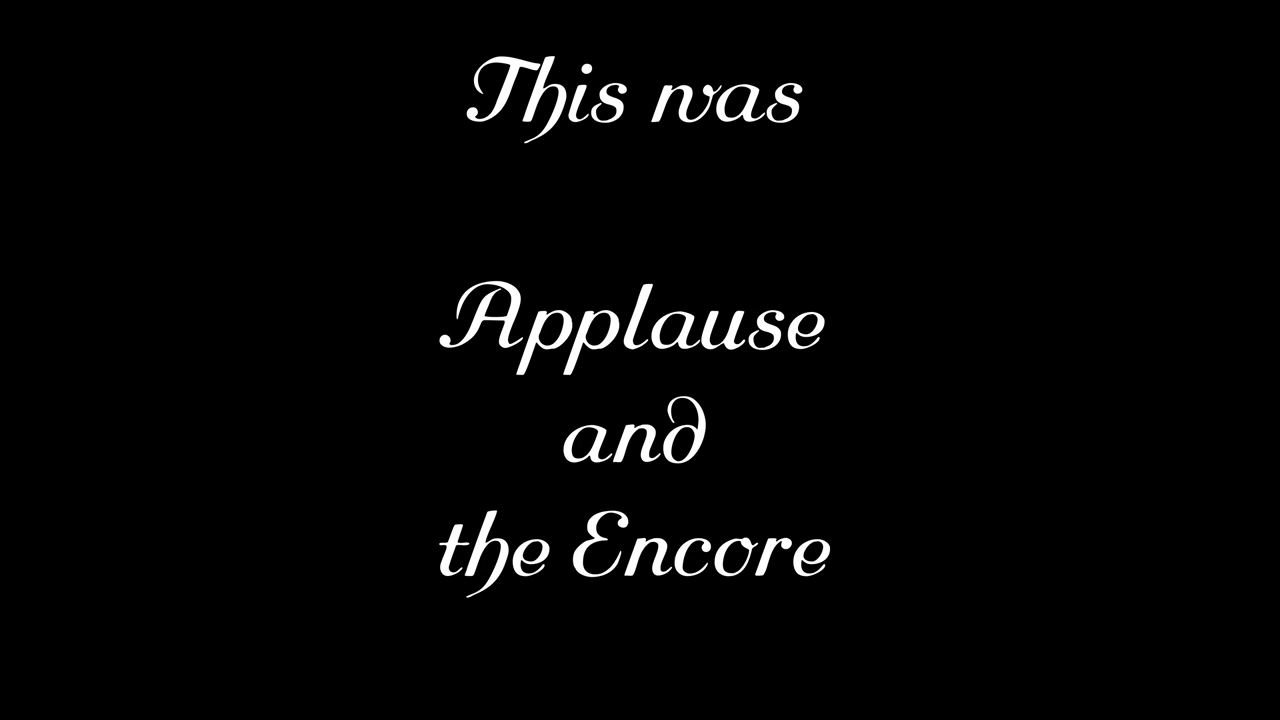 This was
Applause
and
the Encore